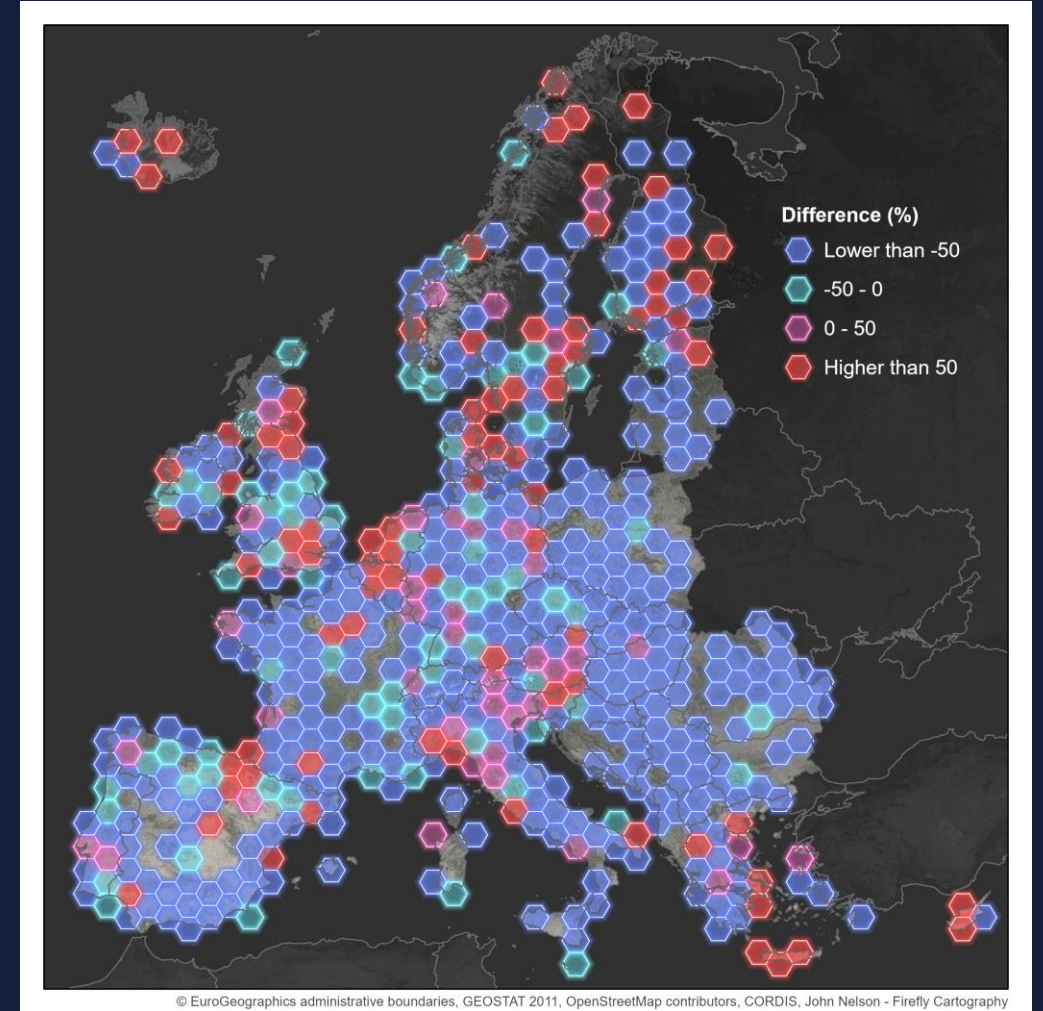 Difference (%)
Lower than -50
-50 - 0
0 - 50
Higher than 50
© EuroGeographics administrative boundaries, GEOSTAT 2011, OpenStreetMap contributors, CORDIS, John Nelson - Firefly Cartography